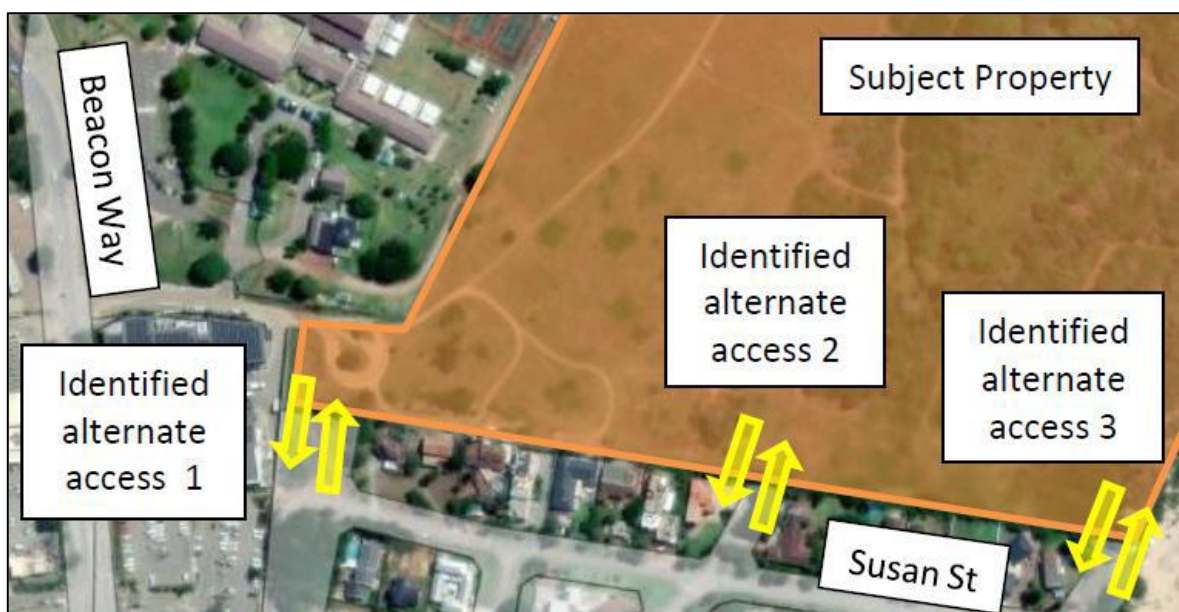 Beacon Way
Subject Property
Identified
alternate
access 2
Identified
alternate
access 3
Identified
alternate
access 1
Susan St